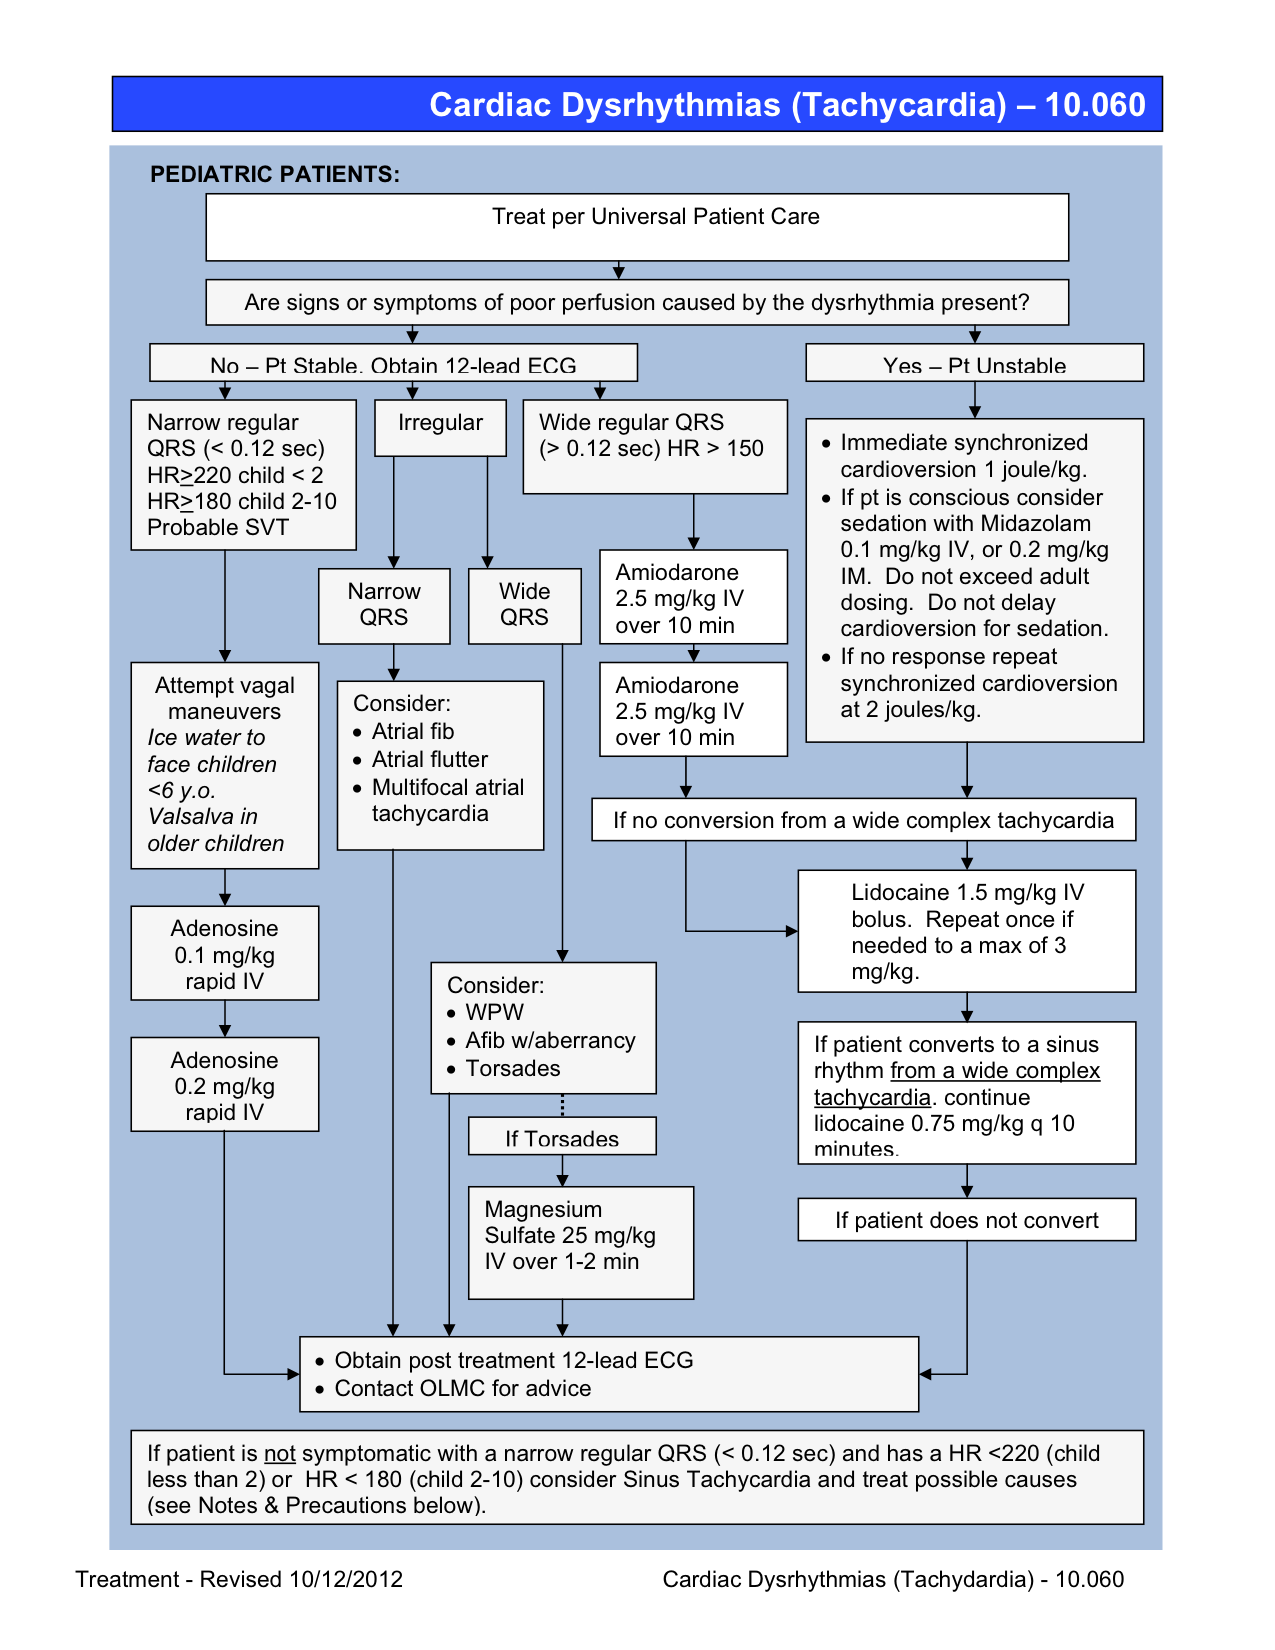 Cardiac Dysrhythmias (Tachycardia) – 10.060
PEDIATRIC PATIENTS:
Treat per Universal Patient Care
Are signs or symptoms of poor perfusion caused by the dysrhythmia present?
No – Pt Stable. Obtain 12-lead ECG
Yes – Pt Unstable
Narrow regular
QRS (< 0.12 sec)
HR>220 child < 2
HR>180 child 2-10
Probable SVT
Irregular
Wide regular QRS
(> 0.12 sec) HR > 150
• Immediate synchronized
cardioversion 1 joule/kg.
• If pt is conscious consider
sedation with Midazolam
0.1 mg/kg IV, or 0.2 mg/kg
IM.  Do not exceed adult
dosing.  Do not delay
cardioversion for sedation.
• If no response repeat
synchronized cardioversion
at 2 joules/kg.
Narrow
QRS
Wide
QRS
Amiodarone
2.5 mg/kg IV
over 10 min
Amiodarone
2.5 mg/kg IV
over 10 min
Attempt vagal
maneuvers
Ice water to
face children
<6 y.o.
Valsalva in
older children
Consider:
• Atrial fib
• Atrial flutter
• Multifocal atrial
tachycardia
If no conversion from a wide complex tachycardia
Lidocaine 1.5 mg/kg IV
bolus.  Repeat once if
needed to a max of 3
mg/kg.
Adenosine
0.1 mg/kg
rapid IV
Consider:
• WPW
• Afib w/aberrancy
• Torsades
Adenosine
0.2 mg/kg
rapid IV
If patient converts to a sinus
rhythm from a wide complex
tachycardia. continue
lidocaine 0.75 mg/kg q 10
minutes.
If Torsades
Magnesium
Sulfate 25 mg/kg
IV over 1-2 min
If patient does not convert
• Obtain post treatment 12-lead ECG
• Contact OLMC for advice
If patient is not symptomatic with a narrow regular QRS (< 0.12 sec) and has a HR <220 (child
less than 2) or  HR < 180 (child 2-10) consider Sinus Tachycardia and treat possible causes
(see Notes & Precautions below).
Treatment - Revised 10/12/2012
Cardiac Dysrhythmias (Tachydardia) - 10.060